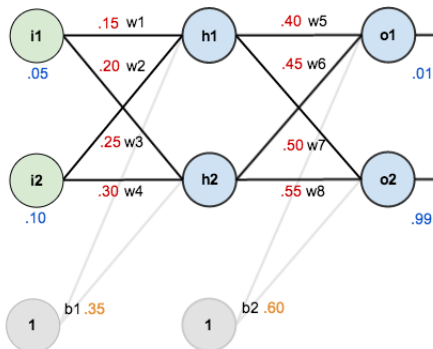 i1 .15 w1 h1 .40 w5 o1
.05 .20 w2 .45 w6 .01
i2 .25 w3 h2 .50 w7 o2
.10 .30 w4 .55 w8 .99
1 b1 .35 1 b2 .60